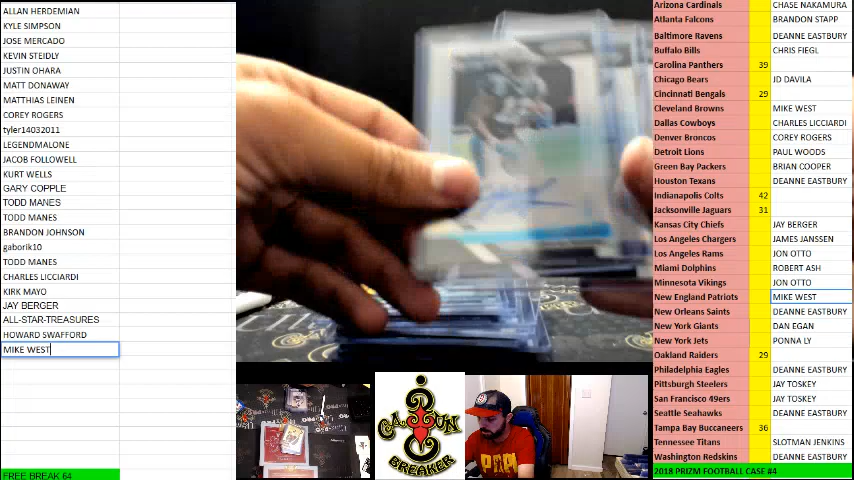 ALLAN HERDEMIAN
KYLE SIMPSON
JOSE MERCADO
KEVIN STEIDLY
JUSTIN OHARA
MATT DONAWAY
MATTHIAS LEINEN
COREY ROGERS
tyler14032011
LEGENDMALONE
JACOB FOLLOWELL
KURT WELLS
GARY COPPLE
TODD MANES
TODD MANES
BRANDON JOHNSON
gaborik10
TODD MANES
CHARLES LICCIARDI
KIRK MAYO
JAY BERGER
ALL-STAR-TREASURES
HOWARD SWAFFORD
MIKE WEST
FREE BREAK 64
BREAKER
Arizona Cardinals CHASE NAKAMURA
Atlanta Falcons BRANDON STAPP
Baltimore Ravens DEANNE EASTBURY
Buffalo Bills CHRIS FIEGL
Carolina Panthers 39
Chicago Bears JD DAVILA
Cincinnati Bengals 29
Cleveland Browns MIKE WEST
Dallas Cowboys CHARLES LICCIARDI
Denver Broncos COREY ROGERS
Detroit Lions PAUL WOODS
Green Bay Packers BRIAN COOPER
Houston Texans DEANNE EASTBURY
Indianapolis Colts 42
Jacksonville Jaguars 31
Kansas City Chiefs JAY BERGER
Los Angeles Chargers JAMES JANSSEN
Los Angeles Rams JON OTTO
Miami Dolphins ROBERT ASH
Minnesota Vikings JON OTTO
New England Patriots MIKE WEST
New Orleans Saints DEANNE EASTBURY
New York Giants DAN EGAN
New York Jets PONNA LY
Oakland Raiders 29
Philadelphia Eagles DEANNE EASTBURY
Pittsburgh Steelers JAY TOSKEY
San Francisco 49ers JAY TOSKEY
Seattle Seahawks DEANNE EASTBURY
Tampa Bay Buccaneers 36
Tennessee Titans SLOTMAN JENKINS
Washington Redskins DEANNE EASTBURY
2018 PRIZM FOOTBALL CASE #4